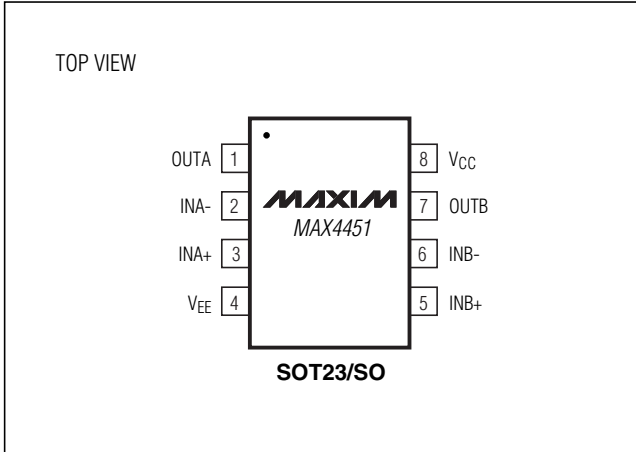 TOP VIEW
OUTA 1
8 VCC
INA- 2
MAXIM
7 OUTB
MAX4451
INA+ 3
6 INB-
VEE 4
5 INB+
SOT23/SO